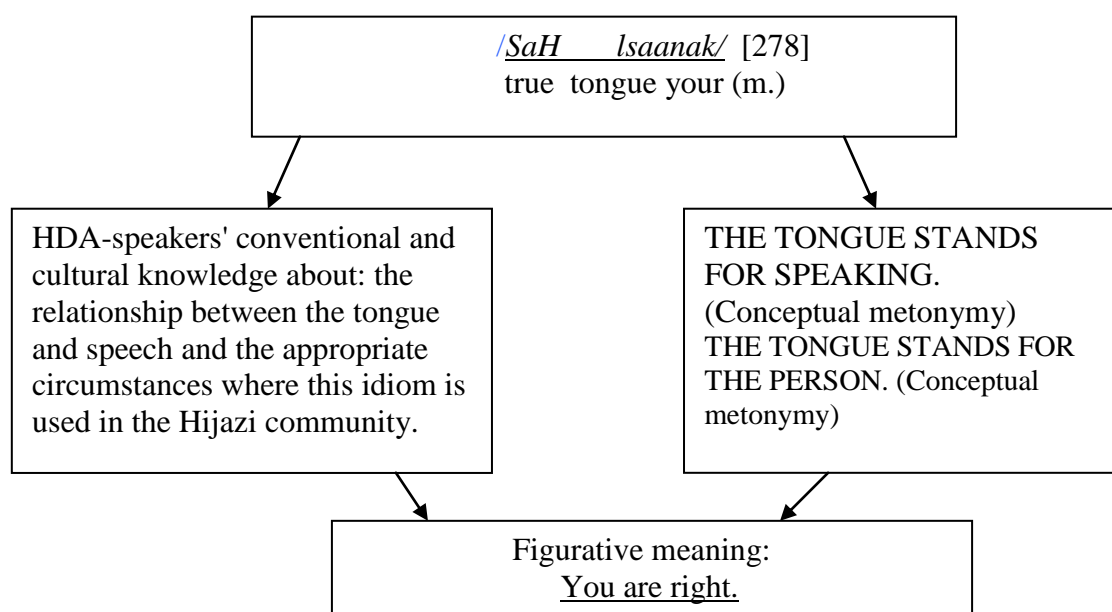 /SaH lsaanak/ [278]
true tongue your (m.)
HDA-speakers' conventional and
cultural knowledge about: the
relationship between the tongue
and speech and the appropriate
circumstances where this idiom is
used in the Hijazi community.
THE TONGUE STANDS
FOR SPEAKING.
(Conceptual metonymy)
THE TONGUE STANDS FOR
THE PERSON. (Conceptual
metonymy)
Figurative meaning:
You are right.